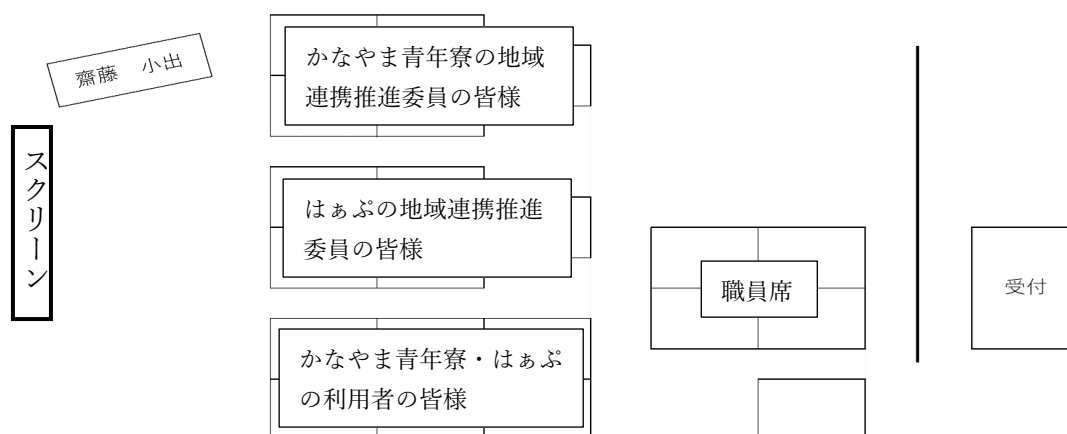 齋藤　小出
スクリーン
かなやま青年寮の地域
連携推進委員の皆様
はぁぷの地域連携推進
委員の皆様
かなやま青年寮・はぁぷ
の利用者の皆様
職員席
受付